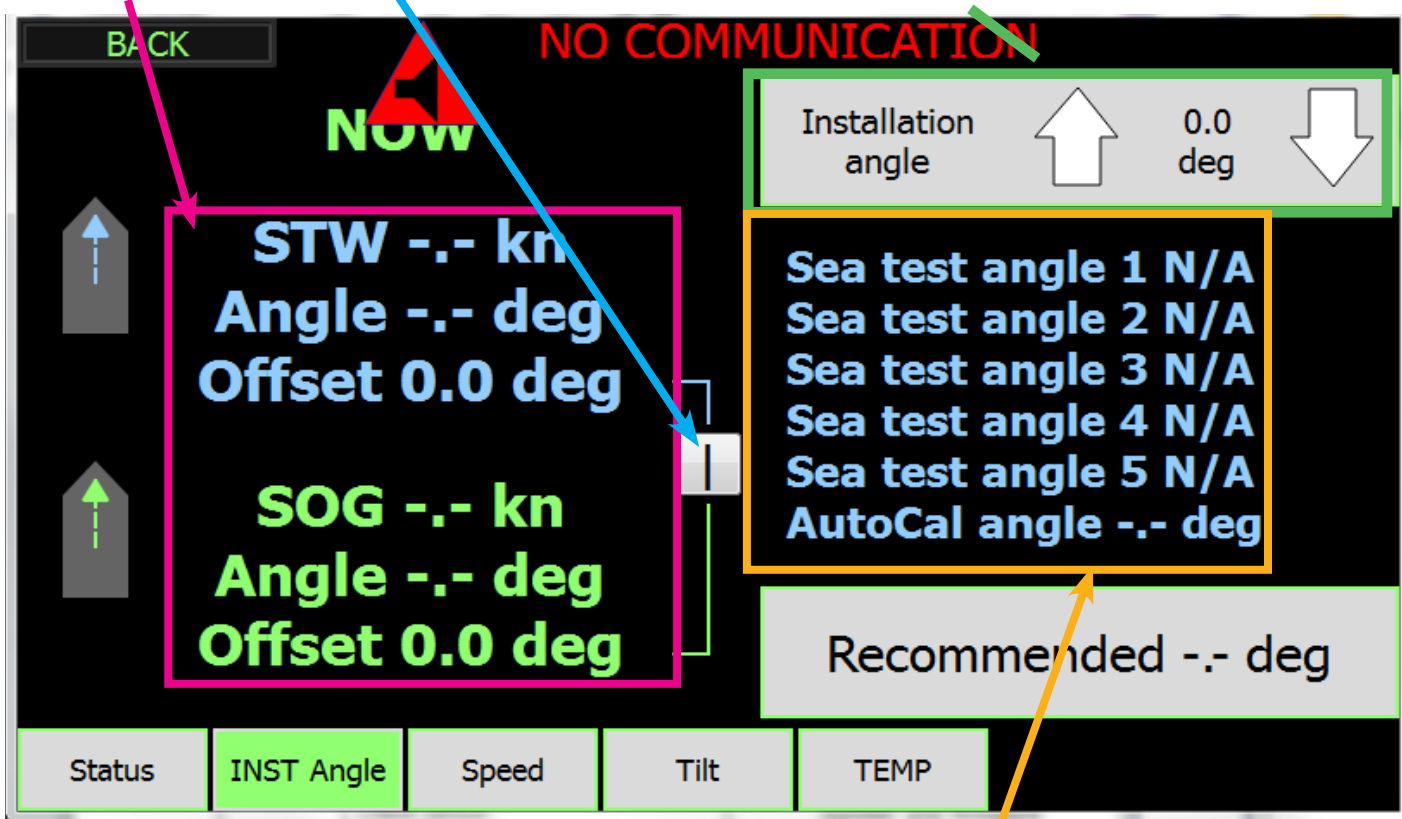 BACK
NO COMMUNICATION
NOW
Installation
angle
0.0
deg
STW -.- kn
Angle -.- deg
Offset 0.0 deg
SOG -.- kn
Angle -.- deg
Offset 0.0 deg
|
Sea test angle 1 N/A
Sea test angle 2 N/A
Sea test angle 3 N/A
Sea test angle 4 N/A
Sea test angle 5 N/A
AutoCal angle -.- deg
Recommended -.- deg
Status
INST Angle
Speed
Tilt
TEMP